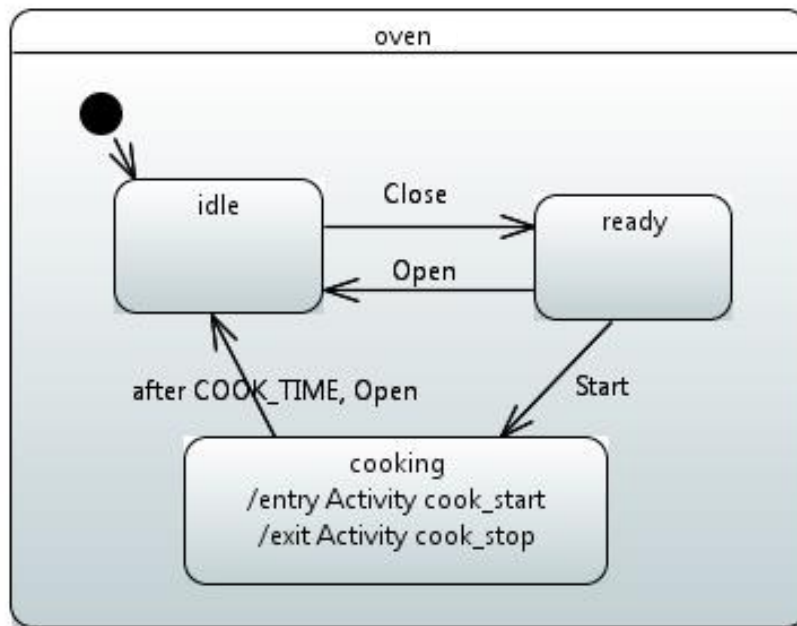 oven
idle
Close
ready
Open
after COOK_TIME, Open
Start
cooking
/entry Activity cook_start
/exit Activity cook_stop